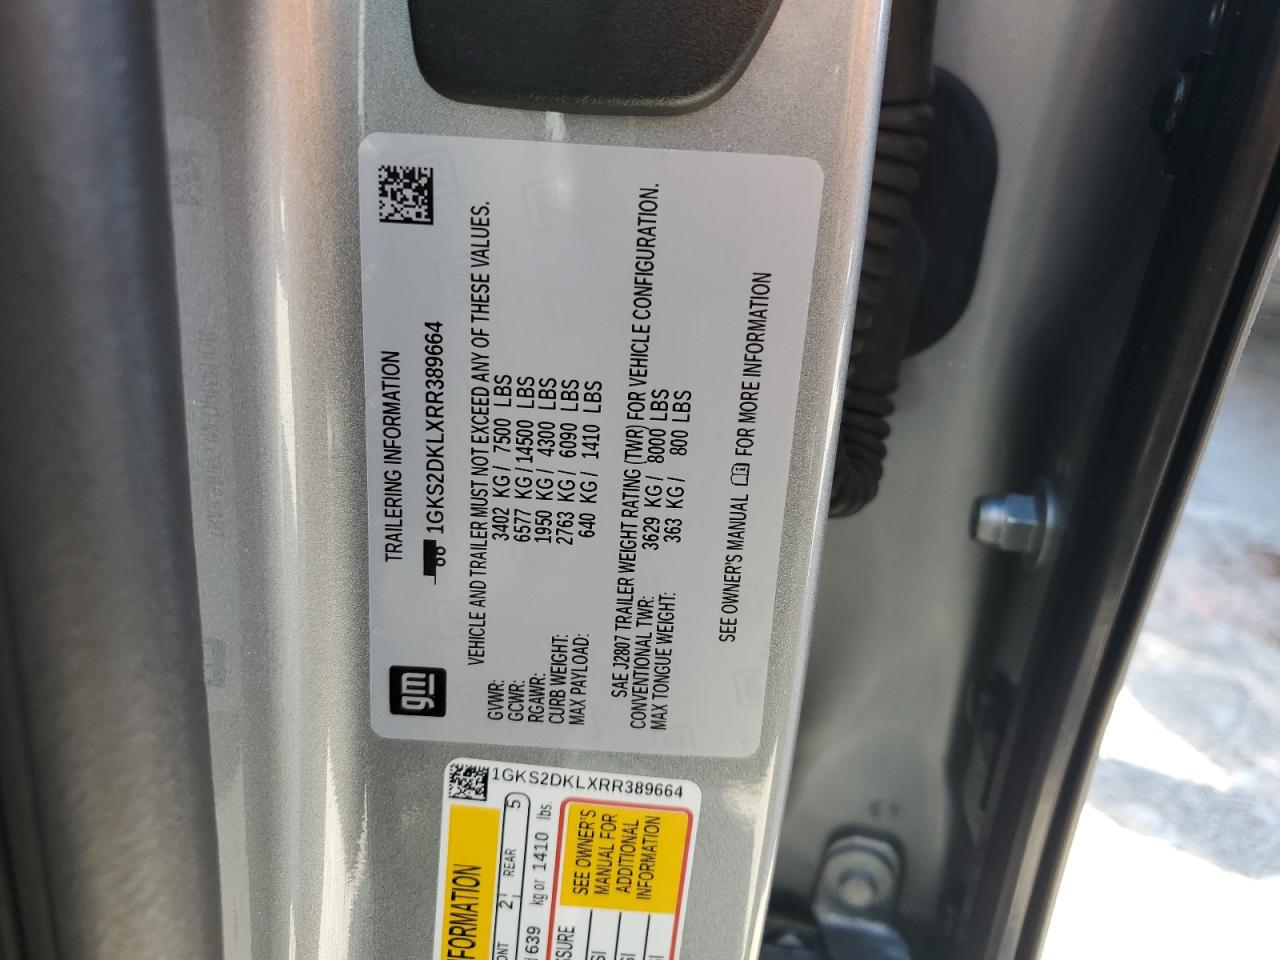 TRAILERING INFORMATION
gm
1GKS2DKLXRR389664
VEHICLE AND TRAILER MUST NOT EXCEED ANY OF THESE VALUES.
GVWR: 3402 KG / 7500 LBS
GCWR: 6577 KG / 14500 LBS
RGAWR: 1950 KG / 4300 LBS
CURB WEIGHT: 2763 KG / 6090 LBS
MAX PAYLOAD: 640 KG / 1410 LBS
SAE J2807 TRAILER WEIGHT RATING (TWR) FOR VEHICLE CONFIGURATION.
CONVENTIONAL TWR: 3629 KG / 8000 LBS
MAX TONGUE WEIGHT: 363 KG / 800 LBS
SEE OWNER'S MANUAL FOR MORE INFORMATION
1GKS2DKLXRR389664
2 REAR 5
639 kg or 1410 lbs.
SEE OWNER'S
MANUAL FOR
ADDITIONAL
INFORMATION